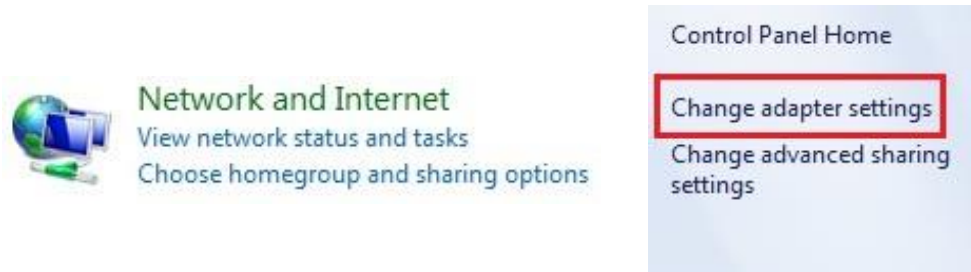 Network and Internet
View network status and tasks
Choose homegroup and sharing options
Control Panel Home
Change adapter settings
Change advanced sharing
settings